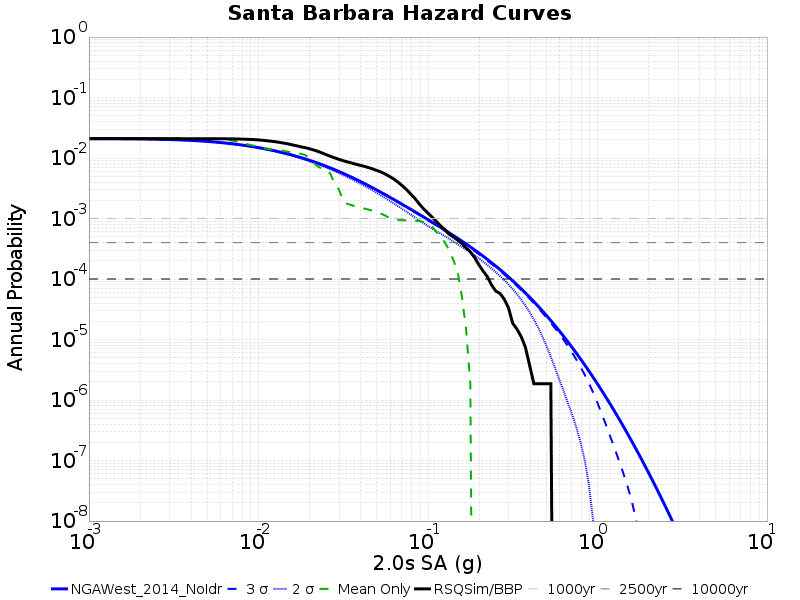 Santa Barbara Hazard Curves
10^0
10^-1
10^-2
10^-3
10^-4
10^-5
10^-6
10^-7
10^-8
Annual Probability
10^-3 10^-2 10^-1 10^0 10^1
2.0s SA (g)
NGAWest_2014_NoIdr 3 σ 2 σ Mean Only RSQSim/BBP 1000yr 2500yr 10000yr